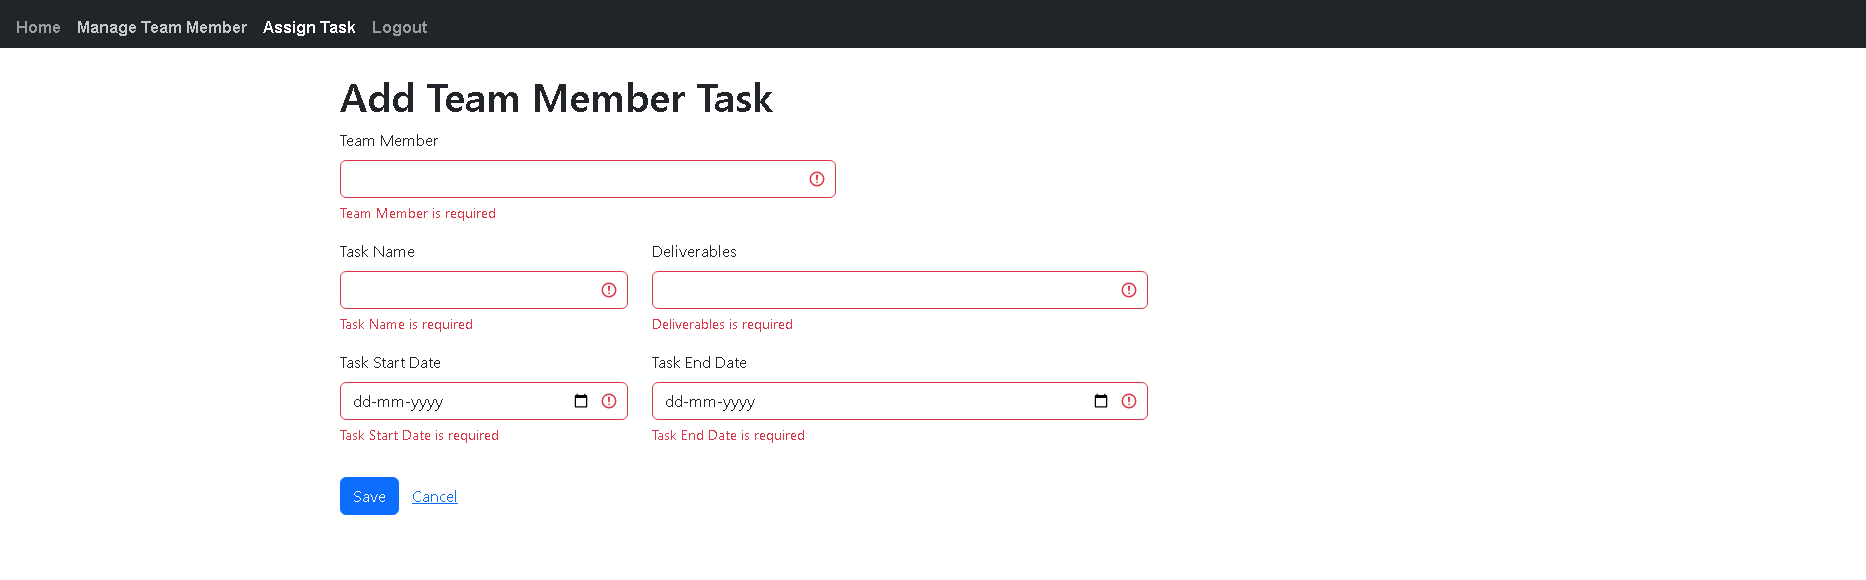 Home Manage Team Member Assign Task Logout
Add Team Member Task
Team Member
Team Member is required
Task Name Deliverables
Task Name is required Deliverables is required
Task Start Date Task End Date
dd-mm-yyyy dd-mm-yyyy
Task Start Date is required Task End Date is required
Save Cancel